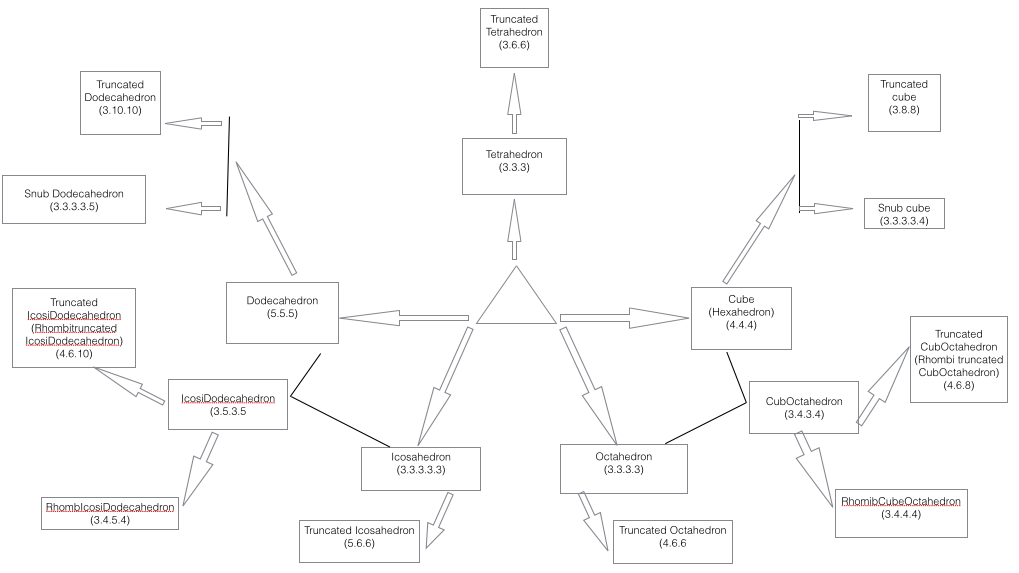 Truncated
Tetrahedron
(3.6.6)
Truncated
Dodecahedron
(3.10.10)
Truncated
cube
(3.8.8)
Tetrahedron
(3.3.3)
Snub Dodecahedron
(3.3.3.3.5)
Snub cube
(3.3.3.3.4)
Truncated
IcosiDodecahedron
(Rhombitruncated
IcosiDodecahedron)
(4.6.10)
Dodecahedron
(5.5.5)
Cube
(Hexahedron)
(4.4.4)
Truncated
CubOctahedron
(Rhombi truncated
CubOctahedron)
(4.6.8)
IcosiDodecahedron
(3.5.3.5
CubOctahedron
(3.4.3.4)
Icosahedron
(3.3.3.3.3)
Octahedron
(3.3.3.3)
RhombIcosiDodecahedron
(3.4.5.4)
RhomibCubeOctahedron
(3.4.4.4)
Truncated Icosahedron
(5.6.6)
Truncated Octahedron
(4.6.6